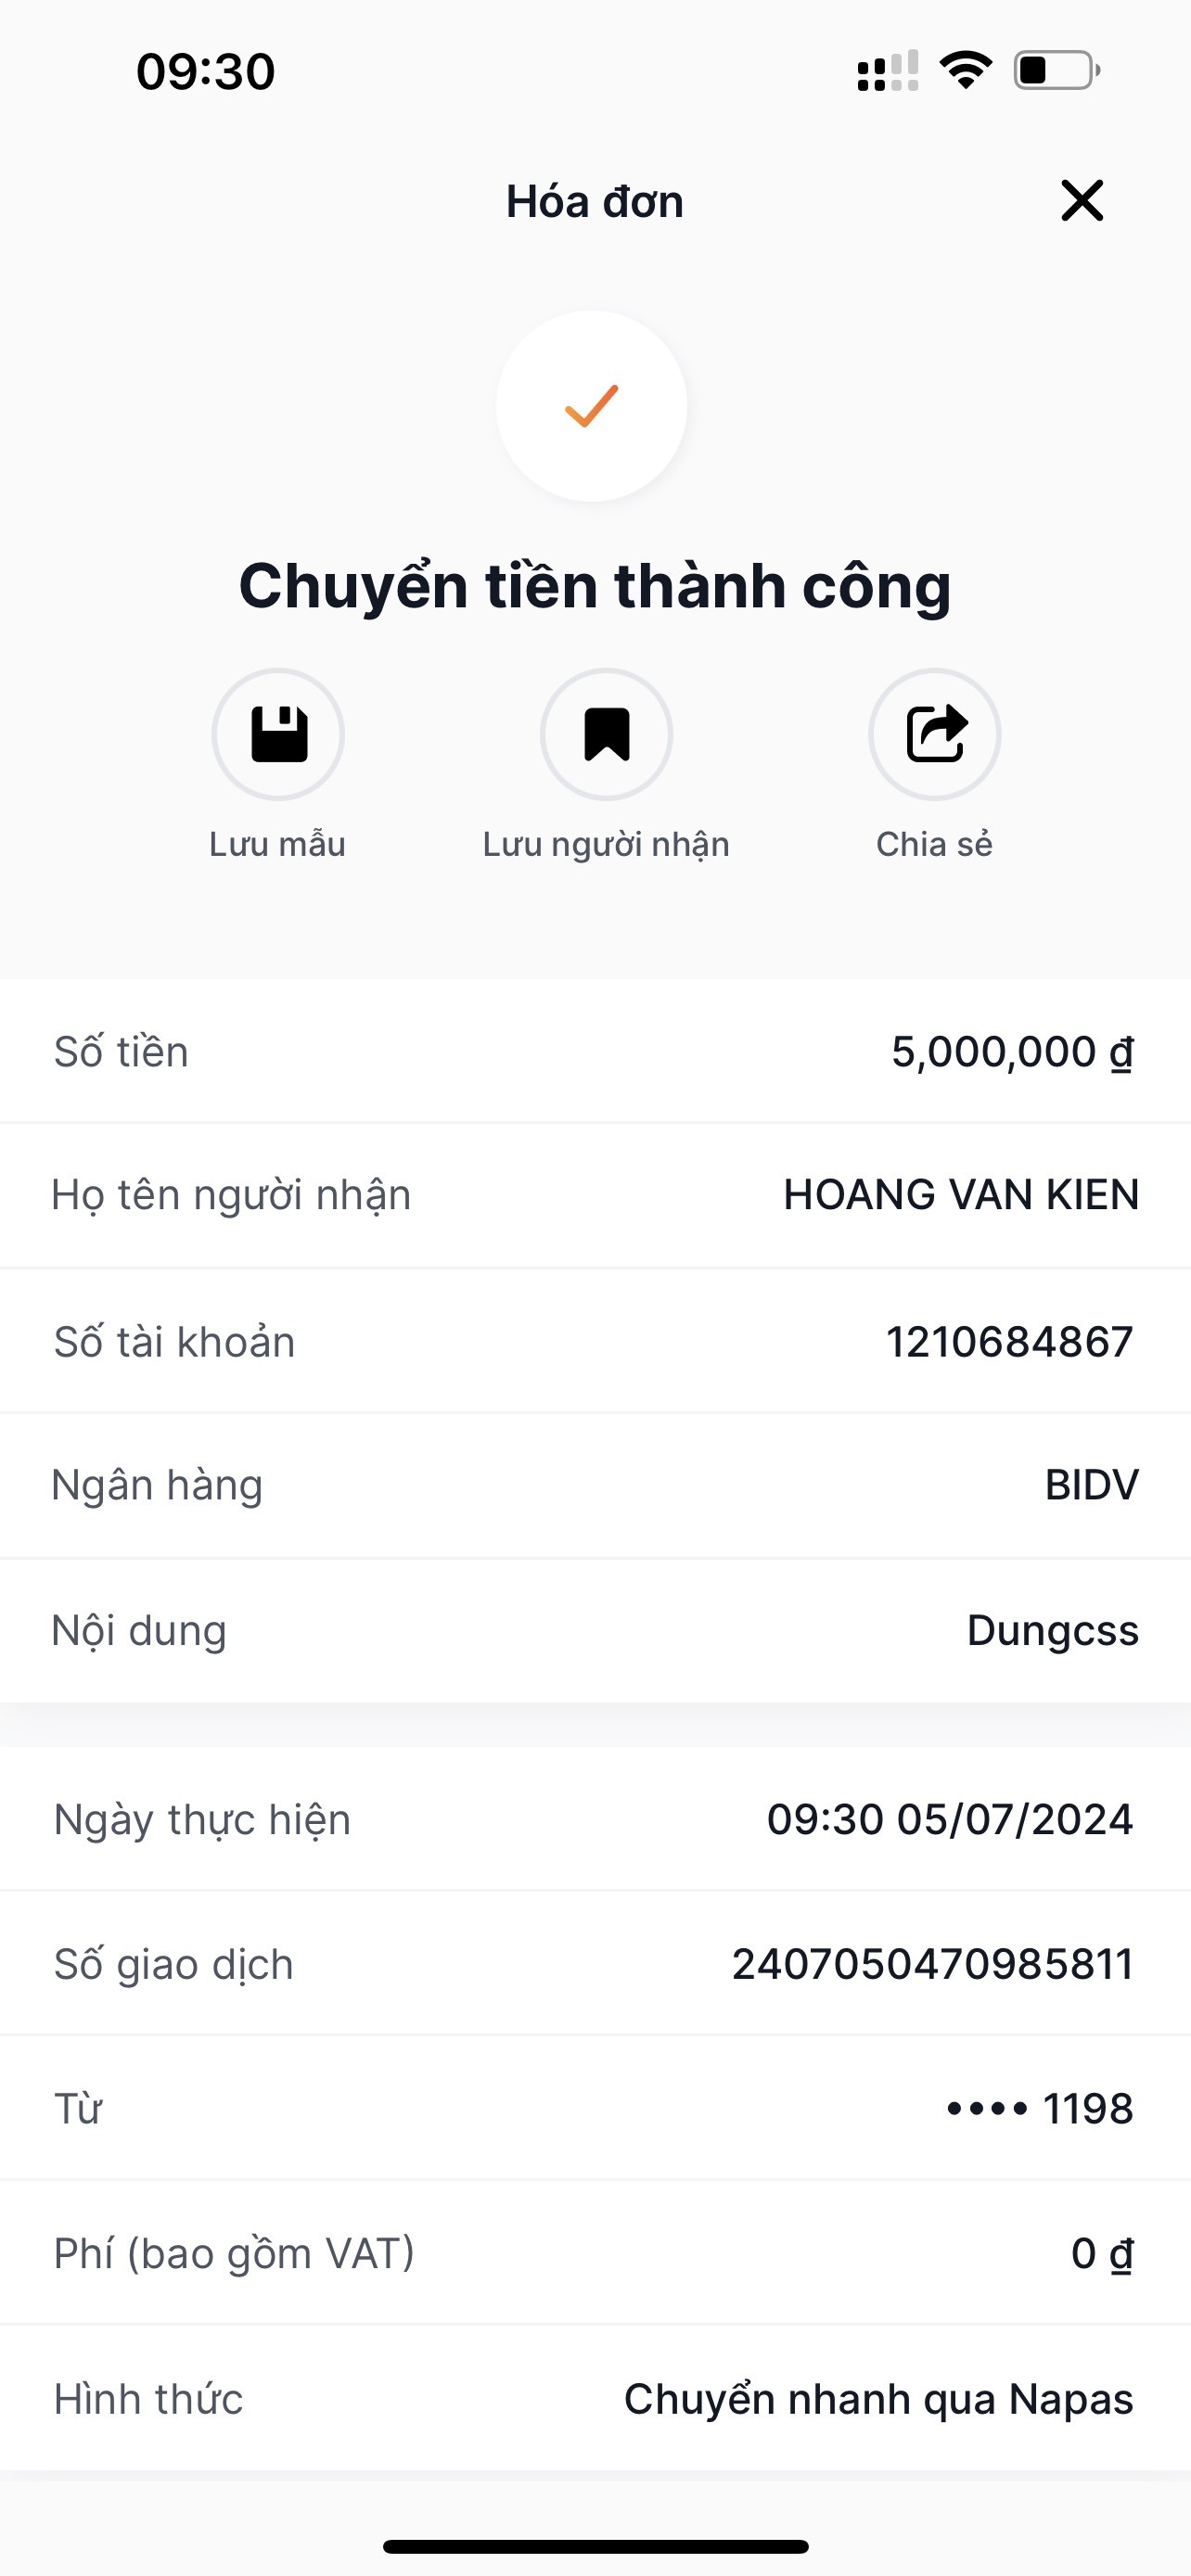 09:30
Hóa đơn
Chuyển tiền thành công
Lưu mẫu
Lưu người nhận
Chia sẻ
Số tiền 5,000,000 ₫
Họ tên người nhận HOANG VAN KIEN
Số tài khoản 1210684867
Ngân hàng BIDV
Nội dung Dungcss
Ngày thực hiện 09:30 05/07/2024
Số giao dịch 2407050470985811
Từ •••• 1198
Phí (bao gồm VAT) 0 ₫
Hình thức Chuyển nhanh qua Napas